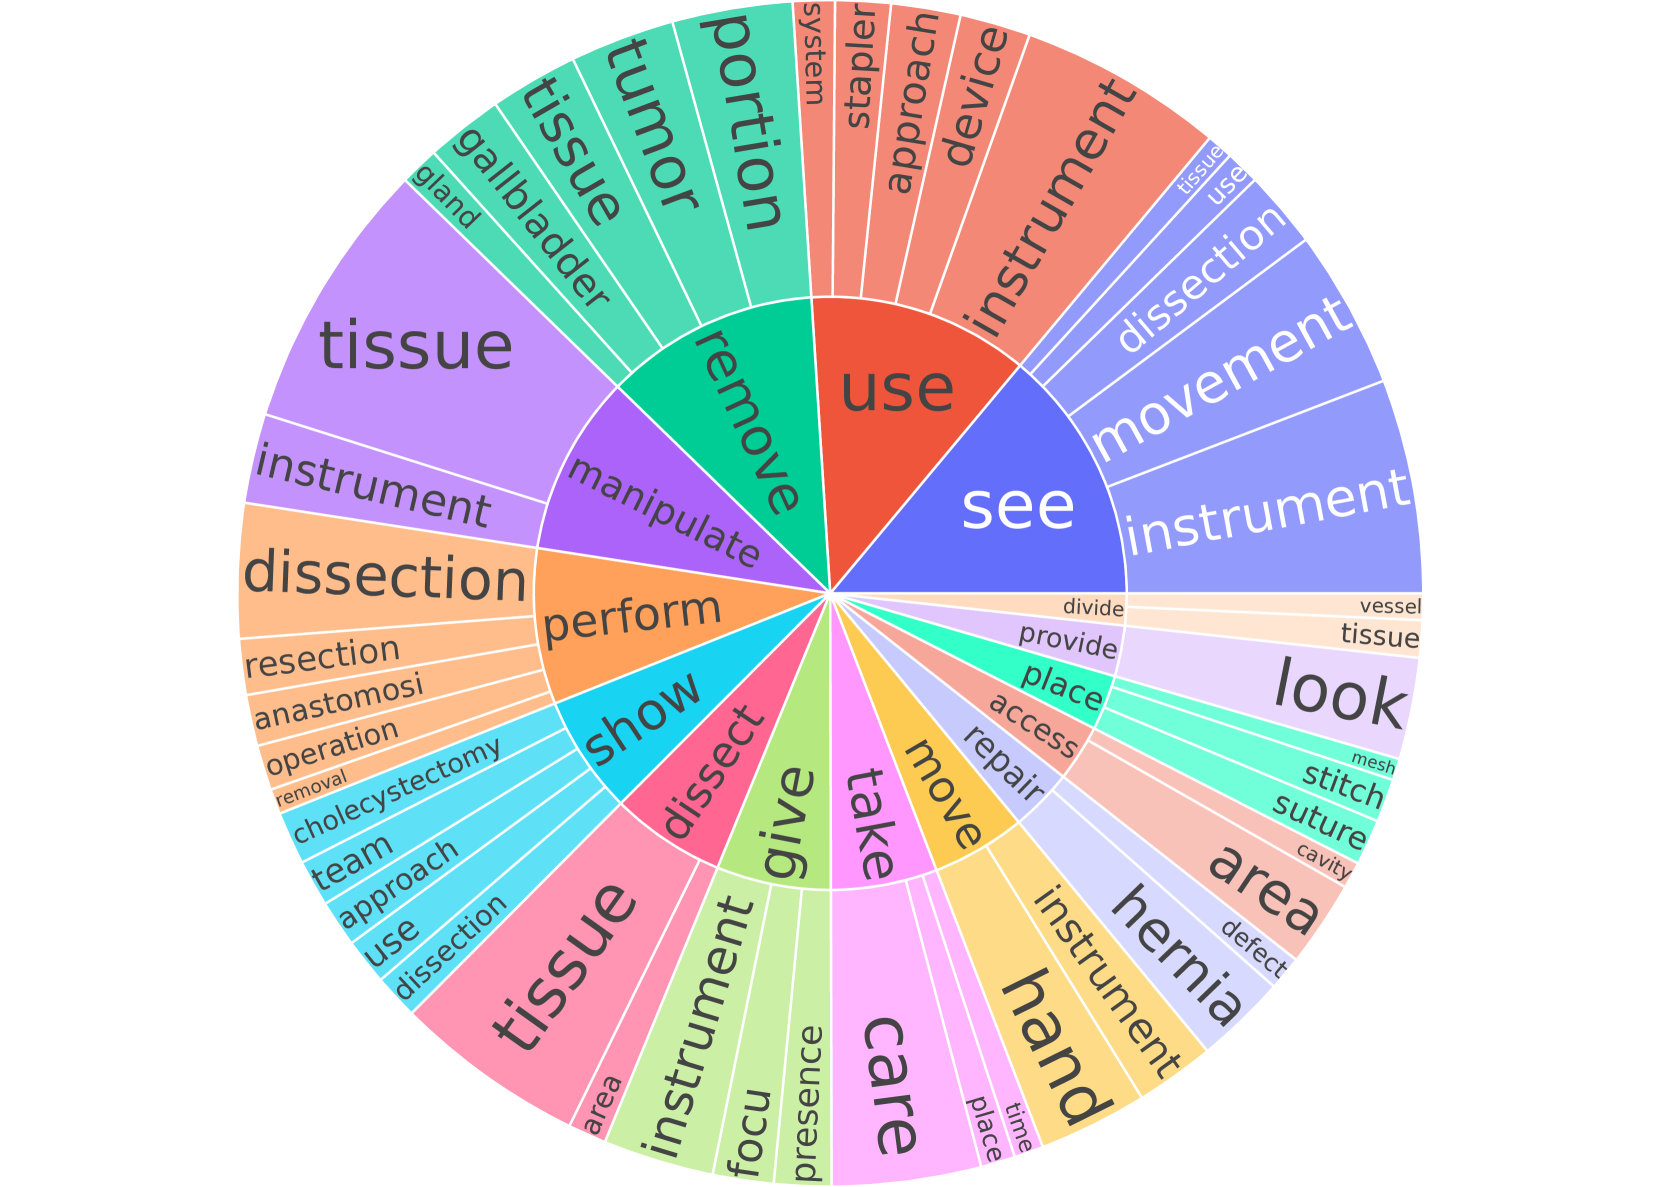 see
instrument
movement
dissection
use
tissue
use
instrument
device
approach
stapler
system
remove
portion
tumor
tissue
gallbladder
gland
manipulate
tissue
instrument
perform
dissection
resection
anastomosi
operation
removal
show
cholecystectomy
team
approach
use
dissection
dissect
tissue
area
give
instrument
focu
presence
take
care
place
time
move
hand
instrument
repair
hernia
defect
access
area
cavity
place
suture
stitch
mesh
provide
look
divide
tissue
vessel